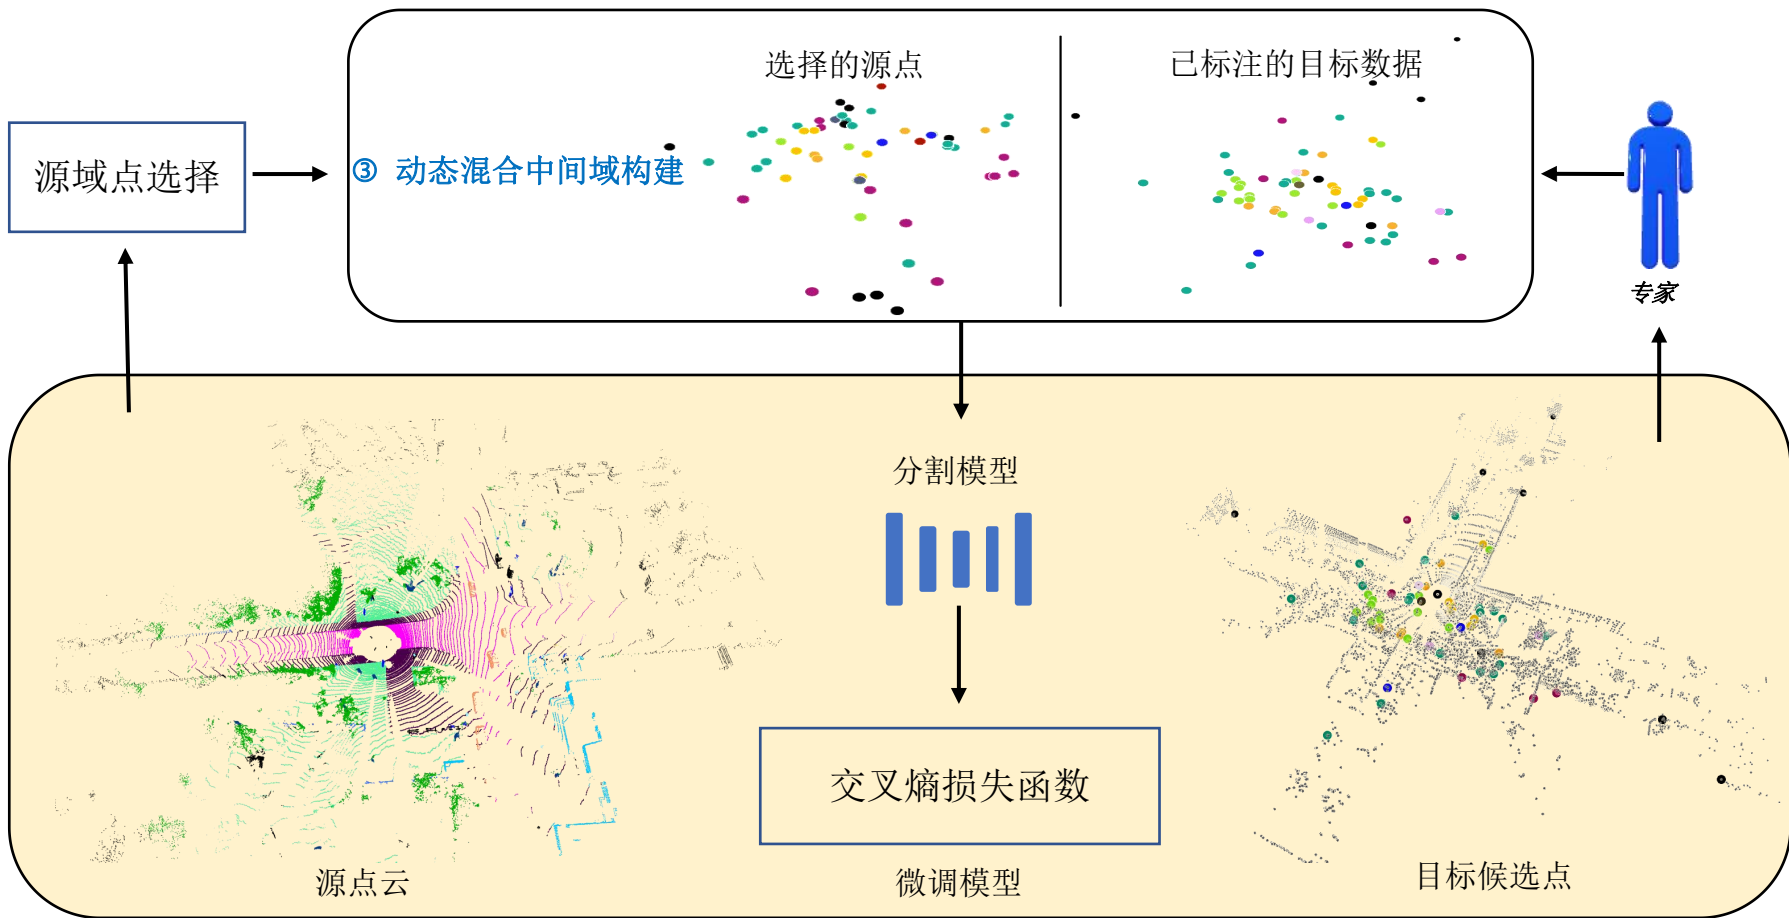 选择的源点
已标注的目标数据
源域点选择
③ 动态混合中间域构建
专家
分割模型
交叉熵损失函数
源点云
微调模型
目标候选点